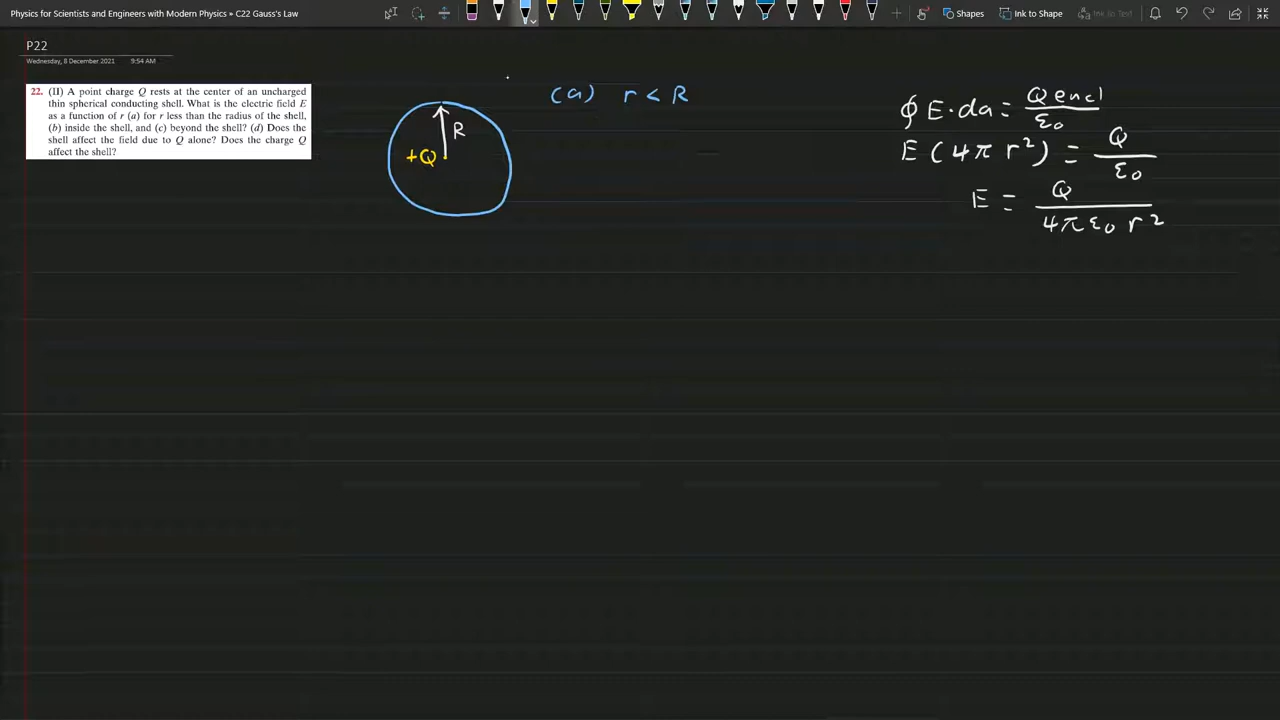 Physics for Scientists and Engineers with Modern Physics » C22 Gauss's Law
Shapes
Ink to Shape
Ink to Text
P22
Wednesday, 8 December 2021 9:54 AM
22. (II) A point charge Q rests at the center of an uncharged
thin spherical conducting shell. What is the electric field E
as a function of r (a) for r less than the radius of the shell,
(b) inside the shell, and (c) beyond the shell? (d) Does the
shell affect the field due to Q alone? Does the charge Q
affect the shell?
R
+Q
(a) r < R
∮ E · da = Q encl / ε₀
E (4π r²) = Q / ε₀
E = Q / 4π ε₀ r²